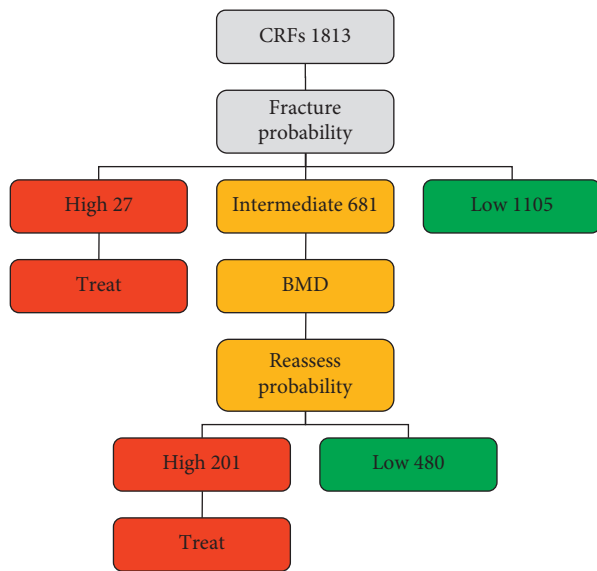 CRFs 1813
Fracture
probability
High 27
Intermediate 681
Low 1105
Treat
BMD
Reassess
probability
High 201
Low 480
Treat